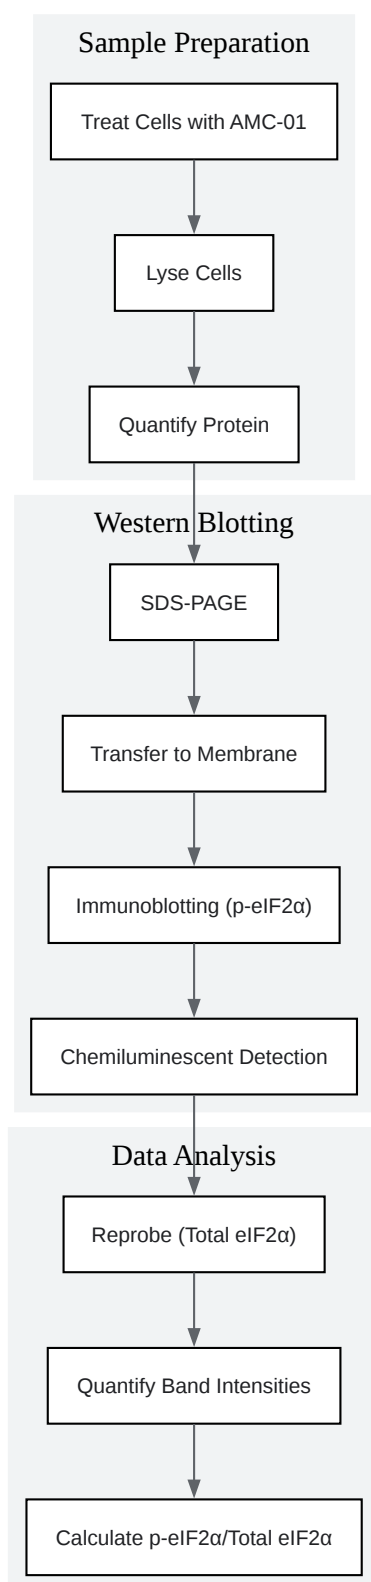 Sample Preparation
Treat Cells with AMC-01
Lyse Cells
Quantify Protein
Western Blotting
SDS-PAGE
Transfer to Membrane
Immunoblotting (p-eIF2α)
Chemiluminescent Detection
Data Analysis
Reprobe (Total eIF2α)
Quantify Band Intensities
Calculate p-eIF2α/Total eIF2α